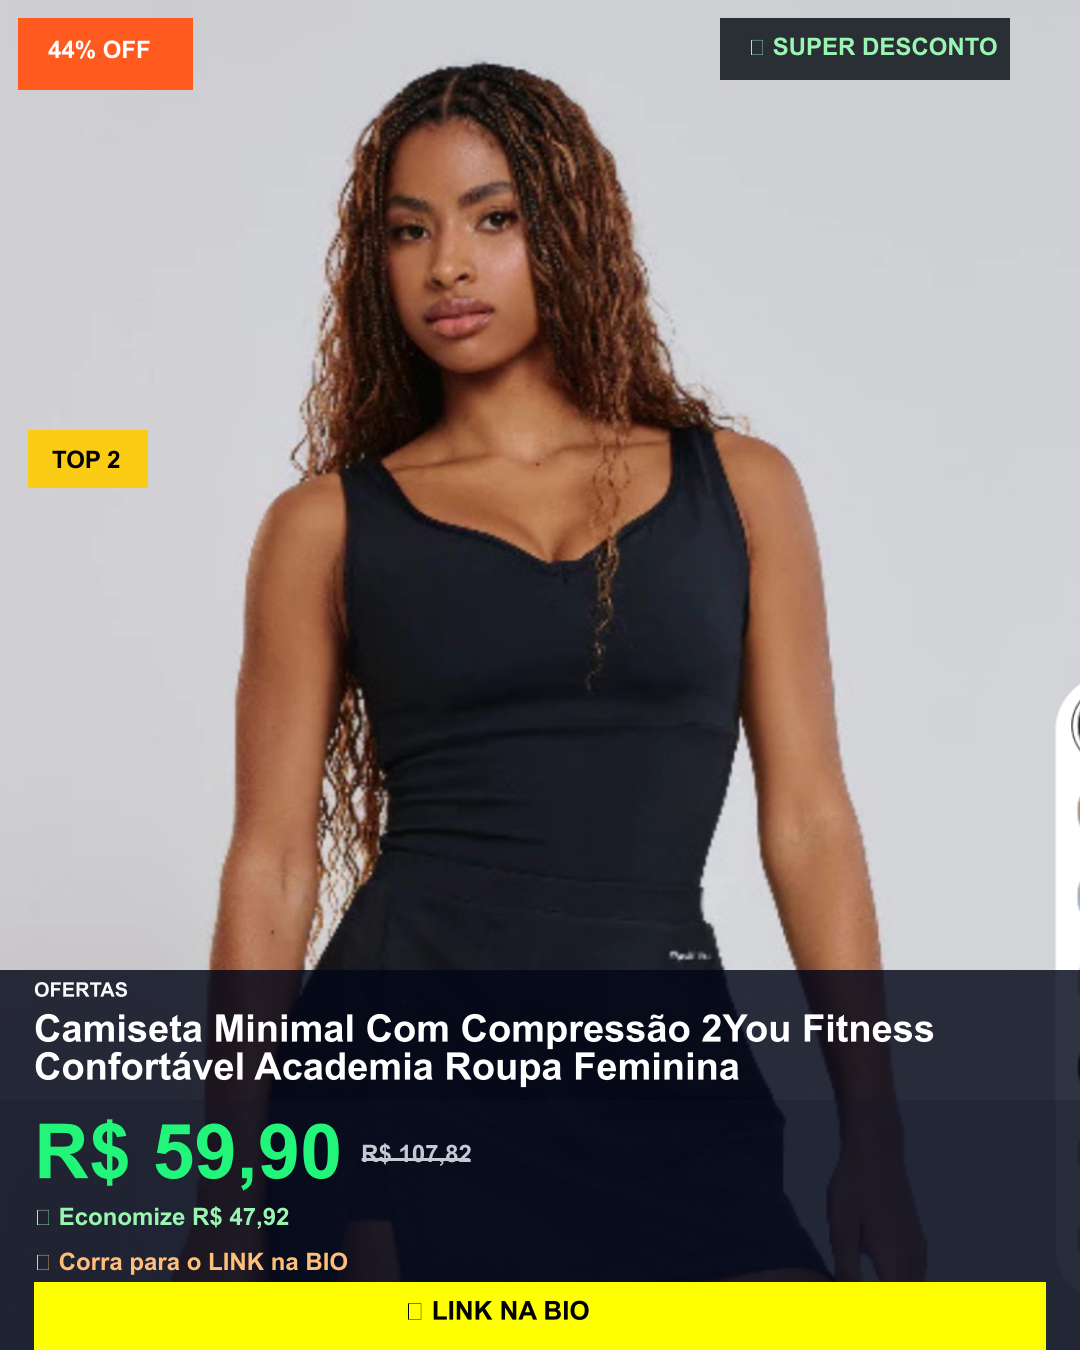 44% OFF
SUPER DESCONTO
TOP 2
OFERTAS
Camiseta Minimal Com Compressão 2You Fitness
Confortável Academia Roupa Feminina
R$ 59,90 R$ 107,82
Economize R$ 47,92
Corra para o LINK na BIO
LINK NA BIO